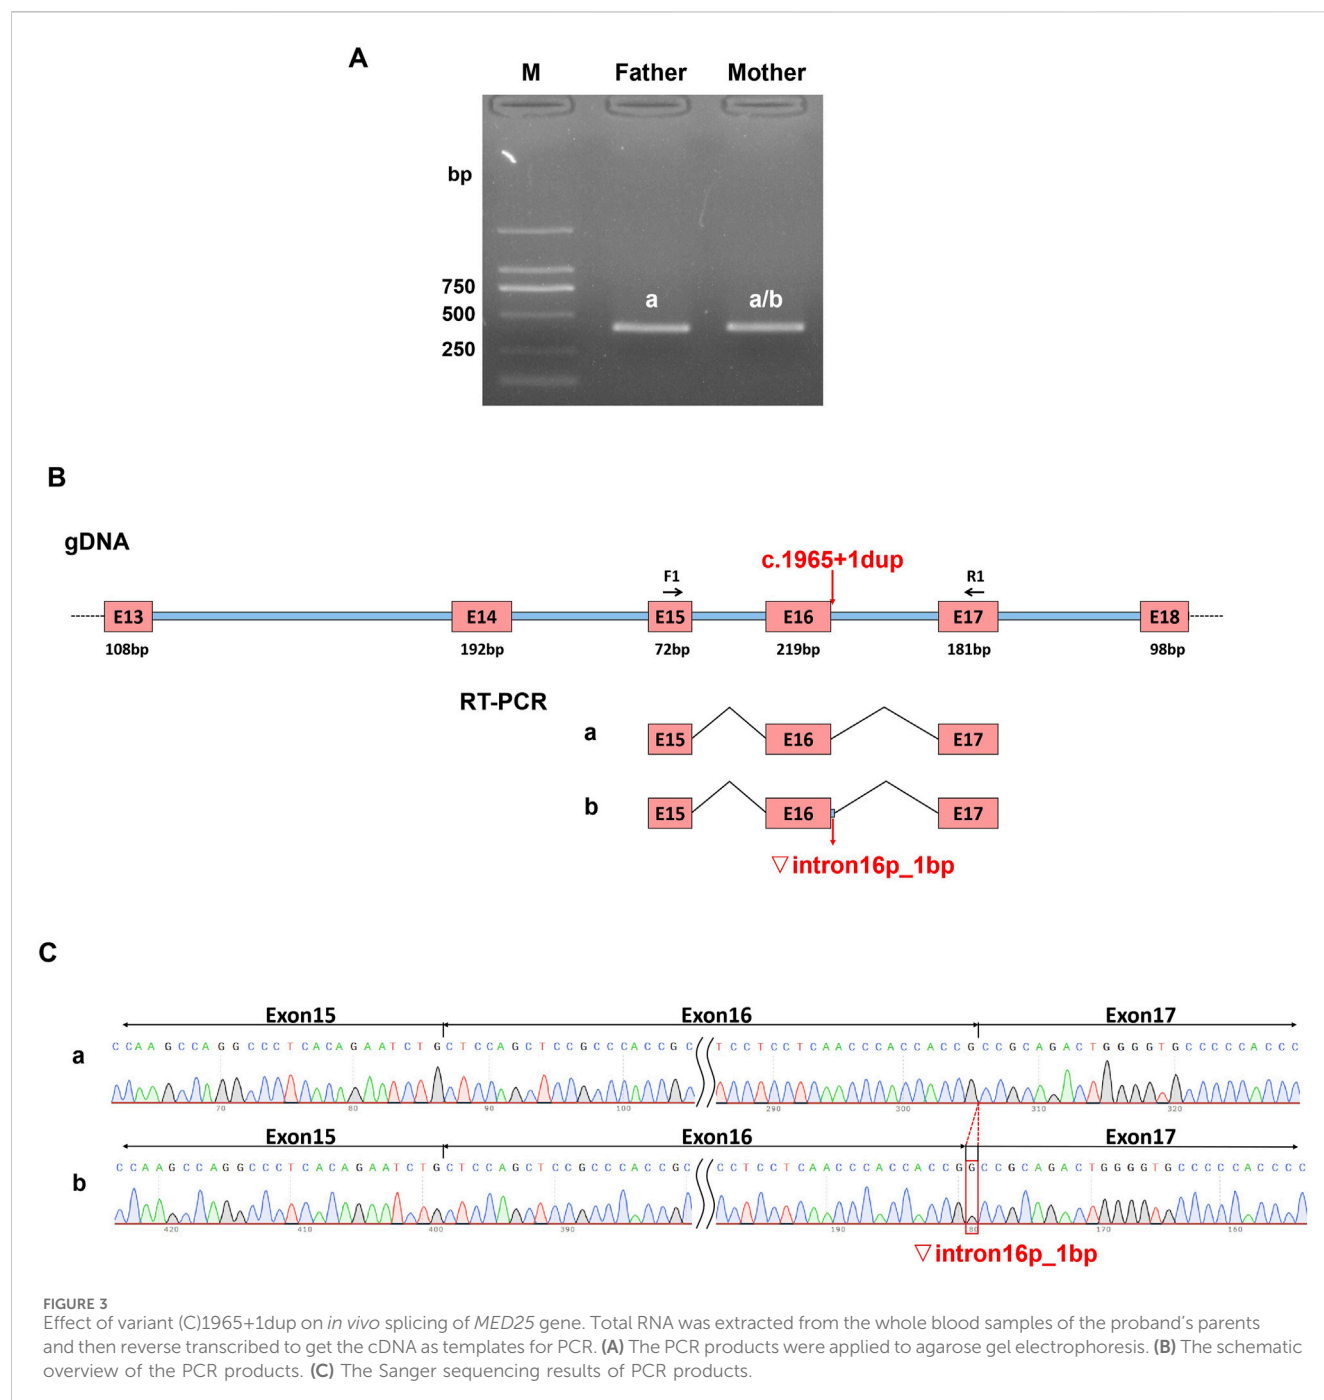 A
M Father Mother
bp
750
500
250
a a/b
B
gDNA
c.1965+1dup
F1 R1
E13 E14 E15 E16 E17 E18
108bp 192bp 72bp 219bp 181bp 98bp
RT-PCR
a E15 E16 E17
b E15 E16 E17
▽ intron16p_1bp
C
Exon15 Exon16 Exon17
a
CCAAGCCAGGCCCTCACAGAATCTGCTCCAGCTCCGCCCACCGC TCCTCCTCAACCCACCACCGCCGCAGACTGGGGTGCCCCCACCC
70 80 90 100 290 300 310 320
Exon15 Exon16 Exon17
b
CCAAGCCAGGCCCTCACAGAATCTGCTCCAGCTCCGCCCACCGC CCTCCTCAACCCACCACCGGCCGCAGACTGGGGTGCCCCCACCCC
420 410 400 390 190 180 170 160
▽ intron16p_1bp
FIGURE 3
Effect of variant (C)1965+1dup on in vivo splicing of MED25 gene. Total RNA was extracted from the whole blood samples of the proband's parents
and then reverse transcribed to get the cDNA as templates for PCR. (A) The PCR products were applied to agarose gel electrophoresis. (B) The schematic
overview of the PCR products. (C) The Sanger sequencing results of PCR products.